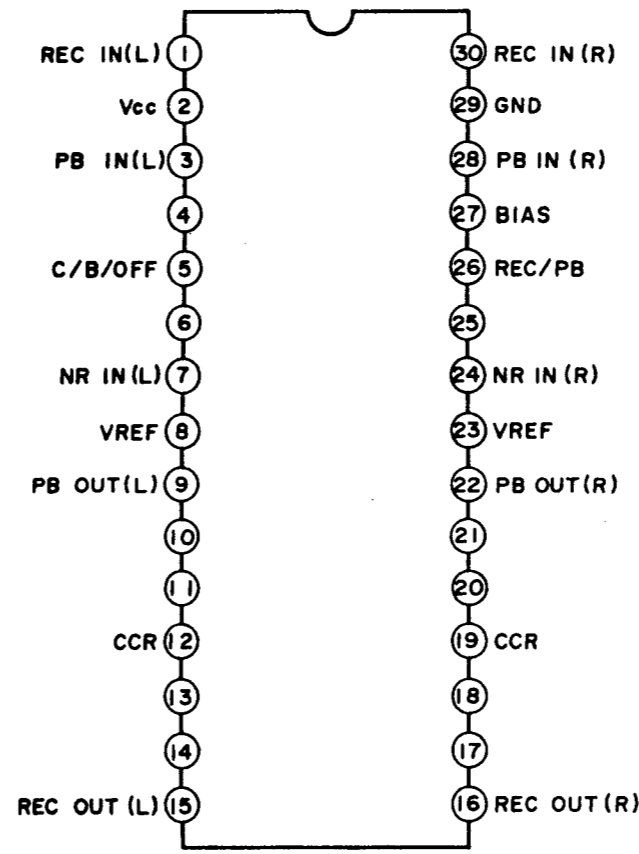 REC IN(L) 1 30 REC IN (R)
Vcc 2 29 GND
PB IN(L) 3 28 PB IN (R)
4 27 BIAS
C/B/OFF 5 26 REC/PB
6 25
NR IN(L) 7 24 NR IN (R)
VREF 8 23 VREF
PB OUT(L) 9 22 PB OUT(R)
10 21
11 20
CCR 12 19 CCR
13 18
14 17
REC OUT (L) 15 16 REC OUT (R)